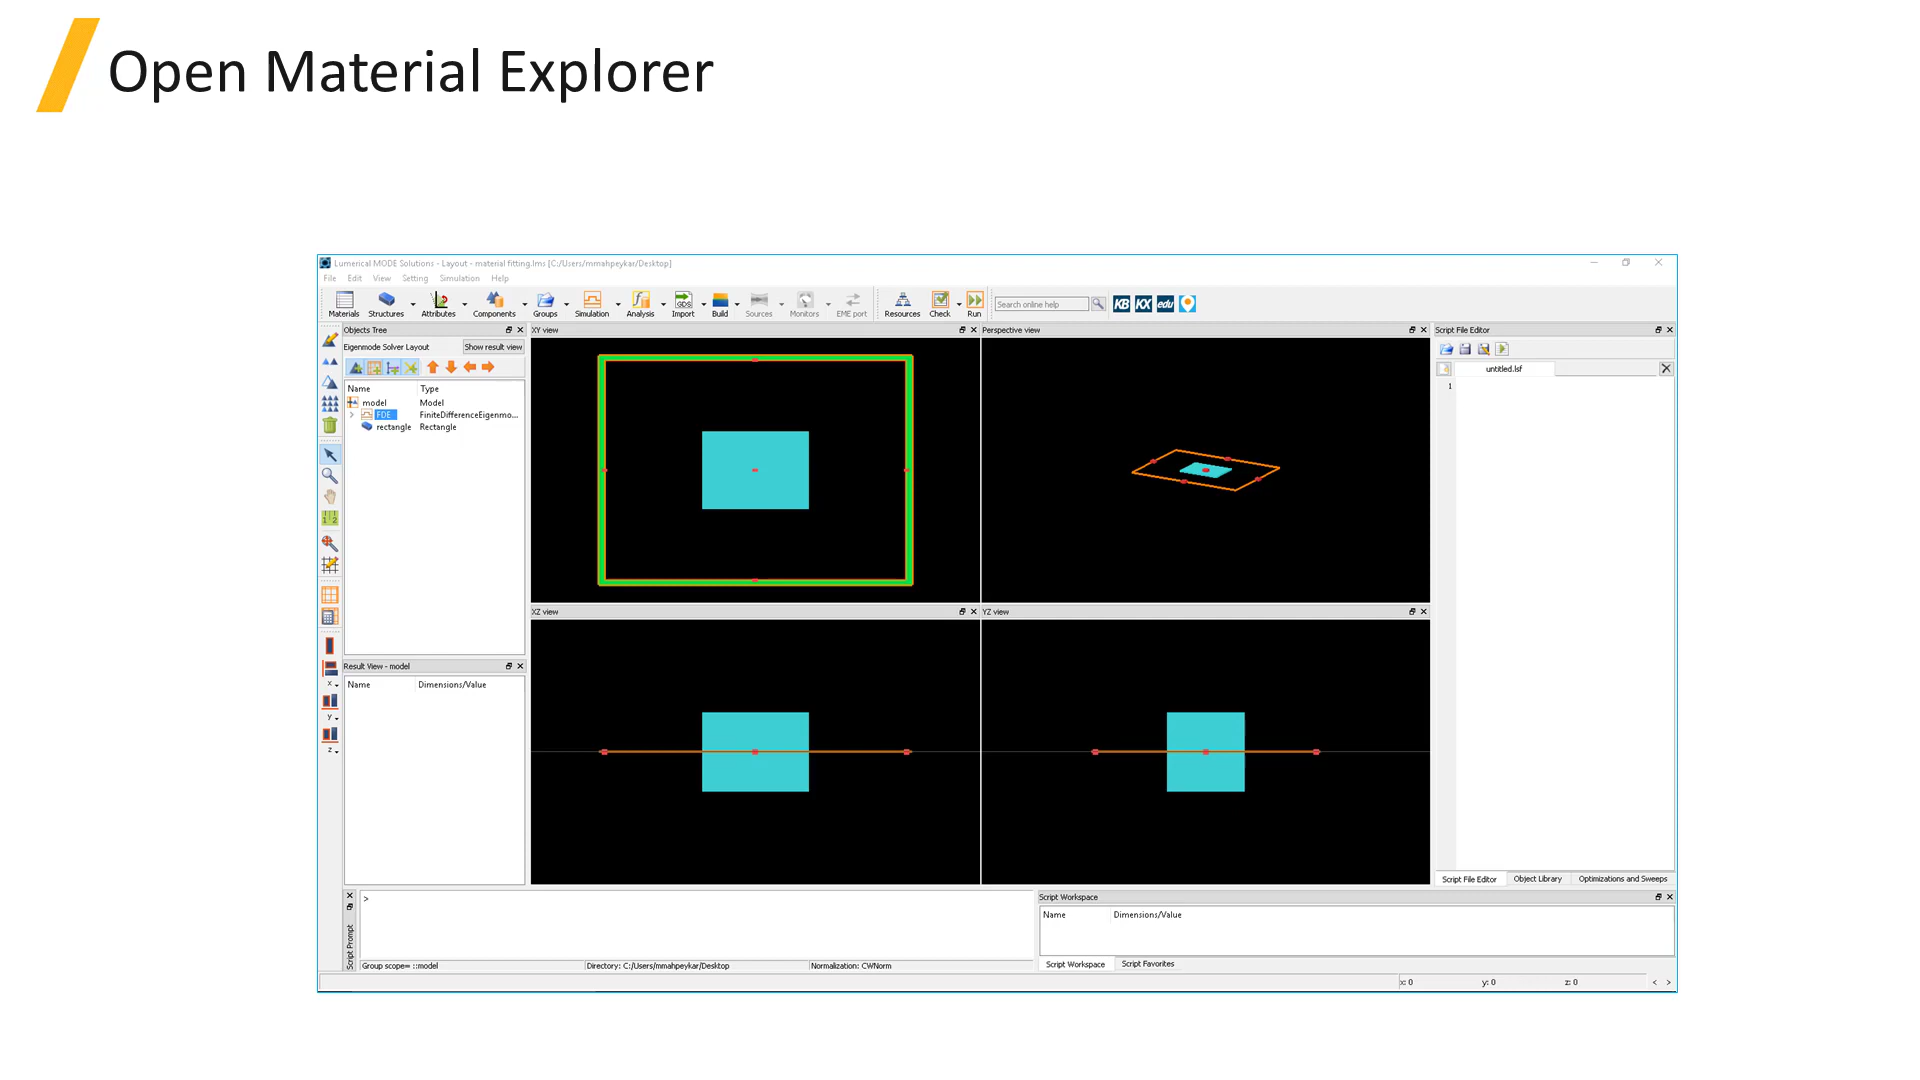 Open Material Explorer
Lumerical MODE Solutions - Layout - material fitting.lms [C:/Users/mmahpeykar/Desktop]
File Edit View Setting Simulation Help
Materials Structures Attributes Components Groups Simulation Analysis Import Build Sources Monitors EME port Resources Check Run Search online help KB KX edu
GDS
Objects Tree
XY view
Perspective view
Script File Editor
Eigenmode Solver Layout Show result view
untitled.lsf
1
Name Type
model Model
FDE FiniteDifferenceEigenmo...
rectangle Rectangle
XZ view
YZ view
Result View - model
Name Dimensions/Value
x
y
z
Script File Editor Object Library Optimizations and Sweeps
Script Prompt
>
Script Workspace
Name Dimensions/Value
Group scope= ::model Directory: C:/Users/mmahpeykar/Desktop Normalization: CWNorm
Script Workspace Script Favorites
x: 0 y: 0 z: 0 < >